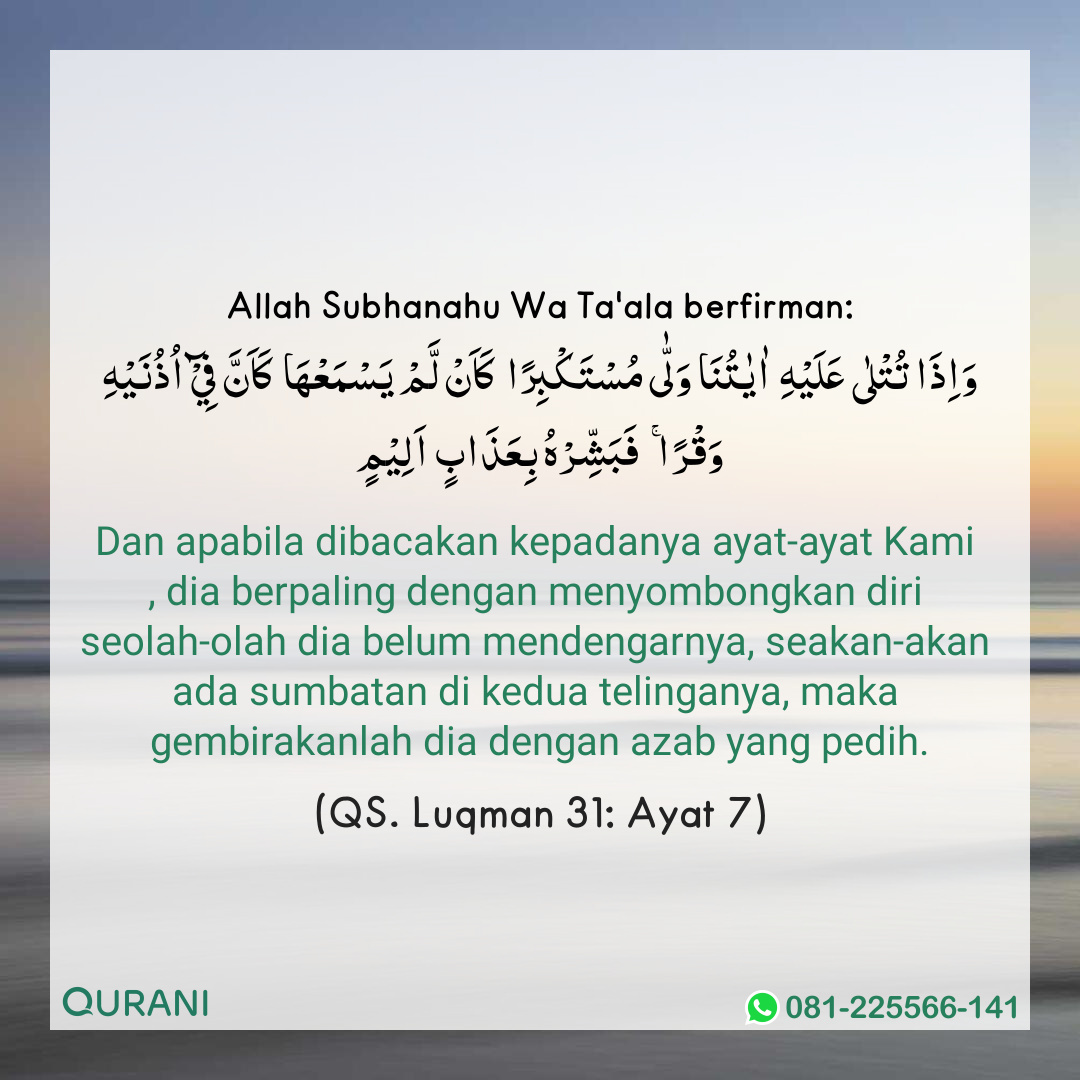 Allah Subhanahu Wa Ta'ala berfirman:
وَاِذَا تُتْلٰى عَلَيْهِ اٰيٰتُنَا وَلّٰى مُسْتَكْبِرًا كَاَنْ لَّمْ يَسْمَعْهَا كَاَنَّ فِيْۤ اُذُنَيْهِ
وَقْرًا ۚ فَبَشِّرْهُ بِعَذَابٍ اَلِيْمٍ
Dan apabila dibacakan kepadanya ayat-ayat Kami
, dia berpaling dengan menyombongkan diri
seolah-olah dia belum mendengarnya, seakan-akan
ada sumbatan di kedua telinganya, maka
gembirakanlah dia dengan azab yang pedih.
(QS. Luqman 31: Ayat 7)
QURANI
081-225566-141